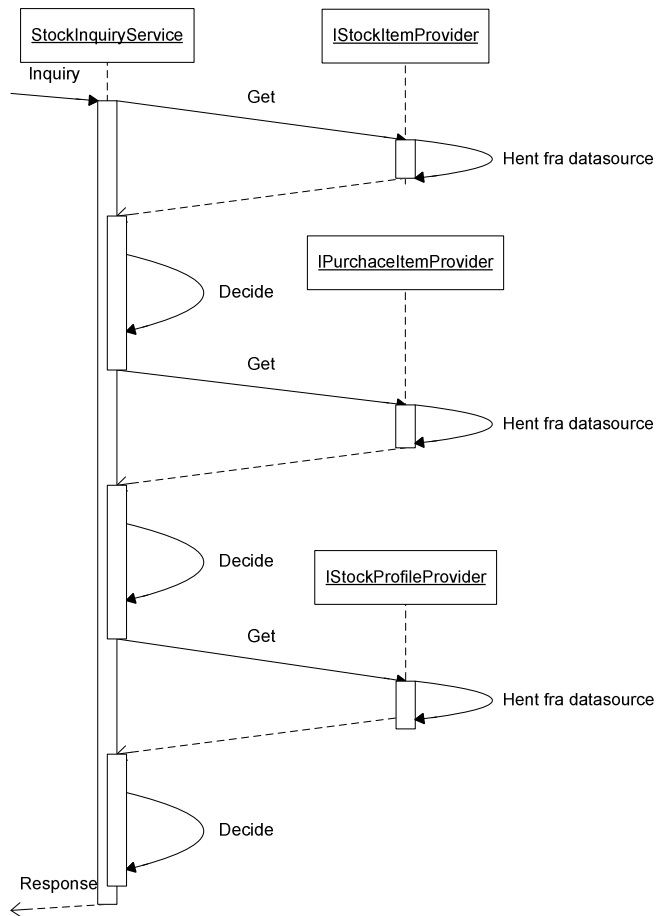 StockInquiryService
IStockItemProvider
Inquiry
Get
Hent fra datasource
IPurchaceItemProvider
Decide
Get
Hent fra datasource
Decide
IStockProfileProvider
Get
Hent fra datasource
Decide
Response